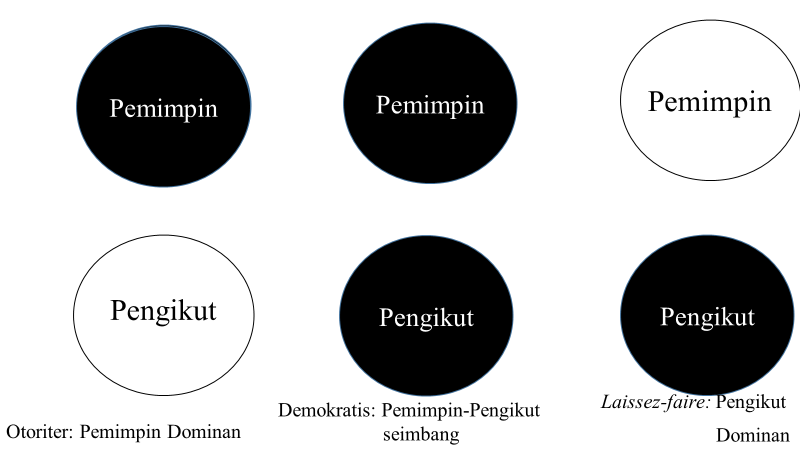 Pemimpin
Pemimpin
Pemimpin
Pengikut
Pengikut
Pengikut
Otoriter: Pemimpin Dominan
Demokratis: Pemimpin-Pengikut
seimbang
Laissez-faire: Pengikut
Dominan